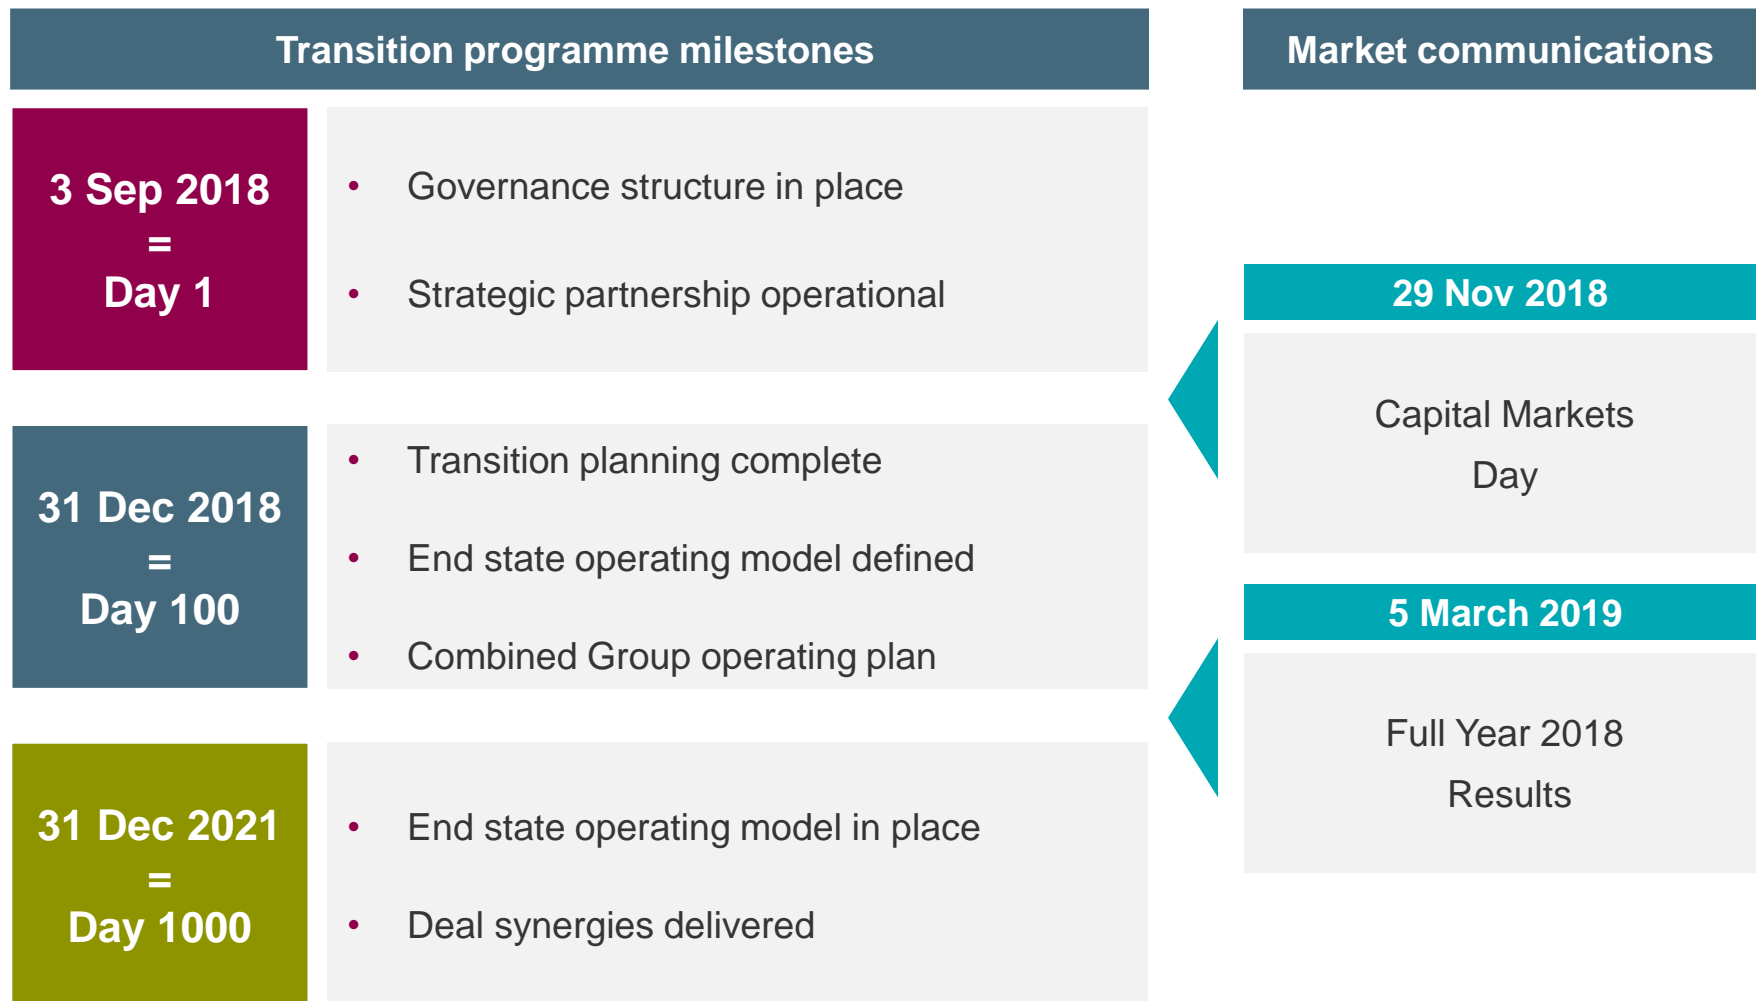 Transition programme milestones
3 Sep 2018
=
Day 1
• Governance structure in place
• Strategic partnership operational
31 Dec 2018
=
Day 100
• Transition planning complete
• End state operating model defined
• Combined Group operating plan
31 Dec 2021
=
Day 1000
• End state operating model in place
• Deal synergies delivered
Market communications
29 Nov 2018
Capital Markets
Day
5 March 2019
Full Year 2018
Results